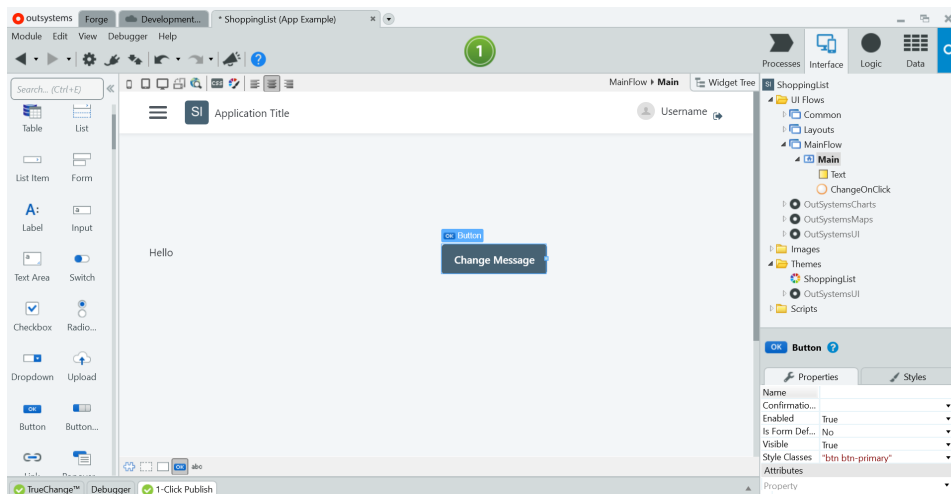 outsystems Forge Development... * ShoppingList (App Example) ×
Module Edit View Debugger Help
1
Processes Interface Logic Data
Search... (Ctrl+E)
CSS
MainFlow Main Widget Tree
Table List
List Item Form
A: a
Label Input
a
Text Area Switch
Checkbox Radio...
Dropdown Upload
OK
Button Button...
SI Application Title
Username
Hello
OK Button
Change Message
OK abc
SI ShoppingList
UI Flows
Common
Layouts
MainFlow
Main
Text
ChangeOnClick
OutSystemsCharts
OutSystemsMaps
OutSystemsUI
Images
Themes
ShoppingList
OutSystemsUI
Scripts
OK Button ?
Properties Styles
Name
Confirmatio...
Enabled True
Is Form Def... No
Visible True
Style Classes "btn btn-primary"
Attributes
Property
TrueChange™ Debugger 1-Click Publish